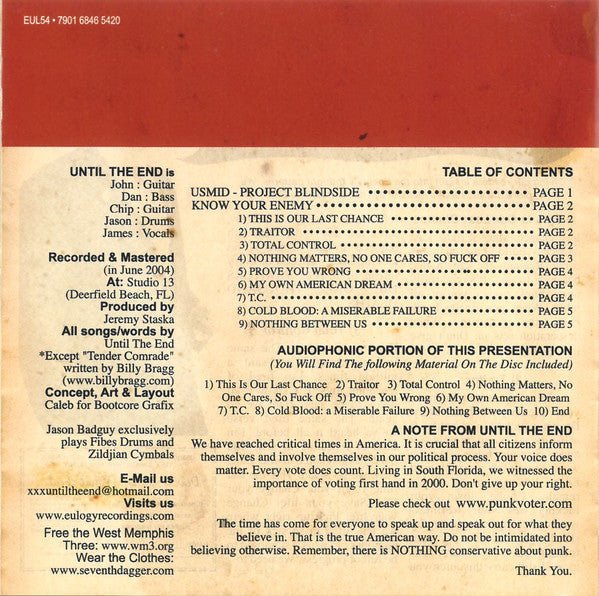 EUL54 • 7901 6846 5420
UNTIL THE END is
John : Guitar
Dan : Bass
Chip : Guitar
Jason : Drums
James : Vocals
Recorded & Mastered
(in June 2004)
At: Studio 13
(Deerfield Beach, FL)
Produced by
Jeremy Staska
All songs/words by
Until The End
*Except "Tender Comrade"
written by Billy Bragg
(www.billybragg.com)
Concept, Art & Layout
Caleb for Bootcore Grafix
Jason Badguy exclusively
plays Fibes Drums and
Zildjian Cymbals
E-Mail us
xxxuntiltheend@hotmail.com
Visits us
www.eulogyrecordings.com
Free the West Memphis
Three: www.wm3.org
Wear the Clothes:
www.seventhdagger.com
TABLE OF CONTENTS
USMID - PROJECT BLINDSIDE PAGE 1
KNOW YOUR ENEMY PAGE 2
1) THIS IS OUR LAST CHANCE PAGE 2
2) TRAITOR PAGE 2
3) TOTAL CONTROL PAGE 2
4) NOTHING MATTERS, NO ONE CARES, SO FUCK OFF PAGE 3
5) PROVE YOU WRONG PAGE 4
6) MY OWN AMERICAN DREAM PAGE 4
7) T.C. PAGE 4
8) COLD BLOOD: A MISERABLE FAILURE PAGE 5
9) NOTHING BETWEEN US PAGE 5
AUDIOPHONIC PORTION OF THIS PRESENTATION
(You Will Find The following Material On The Disc Included)
1) This Is Our Last Chance 2) Traitor 3) Total Control 4) Nothing Matters, No
One Cares, So Fuck Off 5) Prove You Wrong 6) My Own American Dream
7) T.C. 8) Cold Blood: a Miserable Failure 9) Nothing Between Us 10) End
A NOTE FROM UNTIL THE END
We have reached critical times in America. It is crucial that all citizens inform
themselves and involve themselves in our political process. Your voice does
matter. Every vote does count. Living in South Florida, we witnessed the
importance of voting first hand in 2000. Don't give up your right.
Please check out www.punkvoter.com
The time has come for everyone to speak up and speak out for what they
believe in. That is the true American way. Do not be intimidated into
believing otherwise. Remember, there is NOTHING conservative about punk.
Thank You.